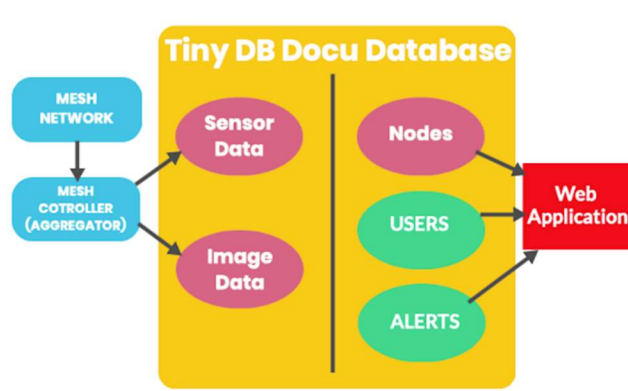 Tiny DB Docu Database
MESH
NETWORK
MESH
COTROLLER
(AGGREGATOR)
Sensor
Data
Image
Data
Nodes
USERS
ALERTS
Web
Application